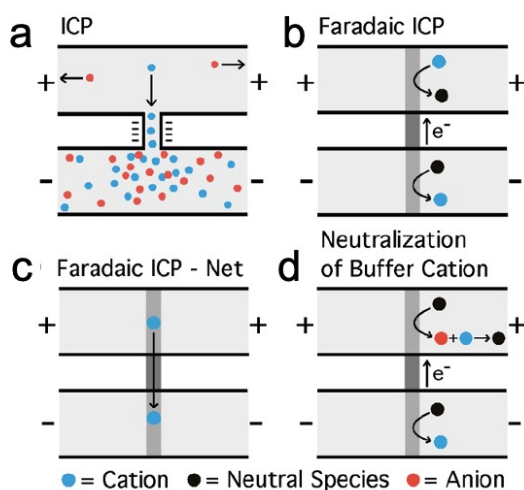 a
ICP
+
+
-
-
b
Faradaic ICP
+
+
e-
-
-
c
Faradaic ICP - Net
+
+
-
-
d
Neutralization
of Buffer Cation
+
+
+
e-
-
-
= Cation = Neutral Species = Anion